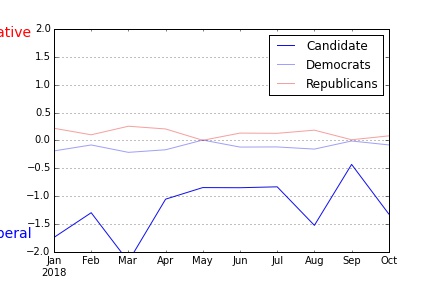 ative
2.0
1.5
1.0
0.5
0.0
−0.5
−1.0
−1.5
−2.0
beral
Candidate
Democrats
Republicans
Jan Feb Mar Apr May Jun Jul Aug Sep Oct
2018